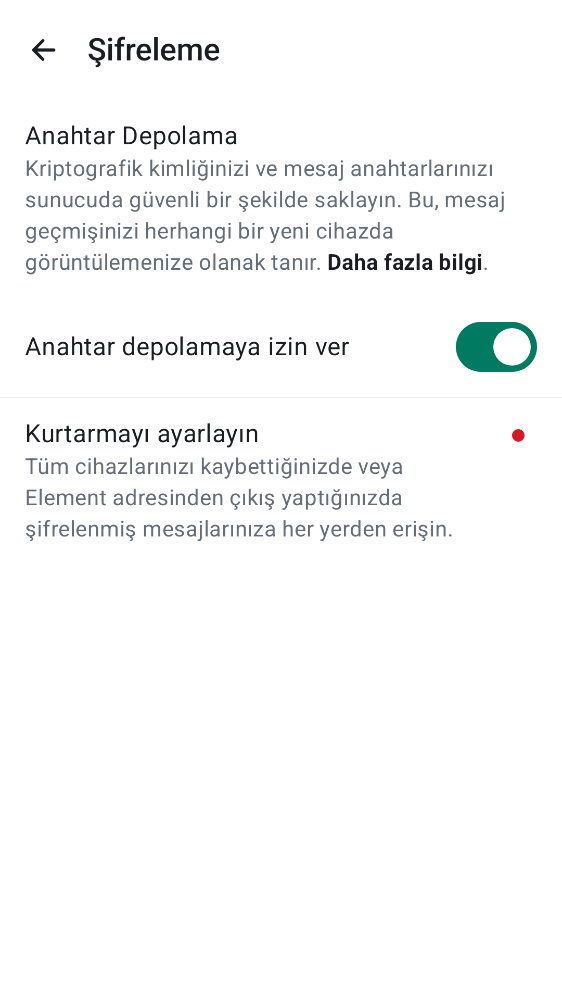 Şifreleme
Anahtar Depolama
Kriptografik kimliğinizi ve mesaj anahtarlarınızı
sunucuda güvenli bir şekilde saklayın. Bu, mesaj
geçmişinizi herhangi bir yeni cihazda
görüntülemenize olanak tanır. Daha fazla bilgi.
Anahtar depolamaya izin ver
Kurtarmayı ayarlayın
Tüm cihazlarınızı kaybettiğinizde veya
Element adresinden çıkış yaptığınızda
şifrelenmiş mesajlarınıza her yerden erişin.